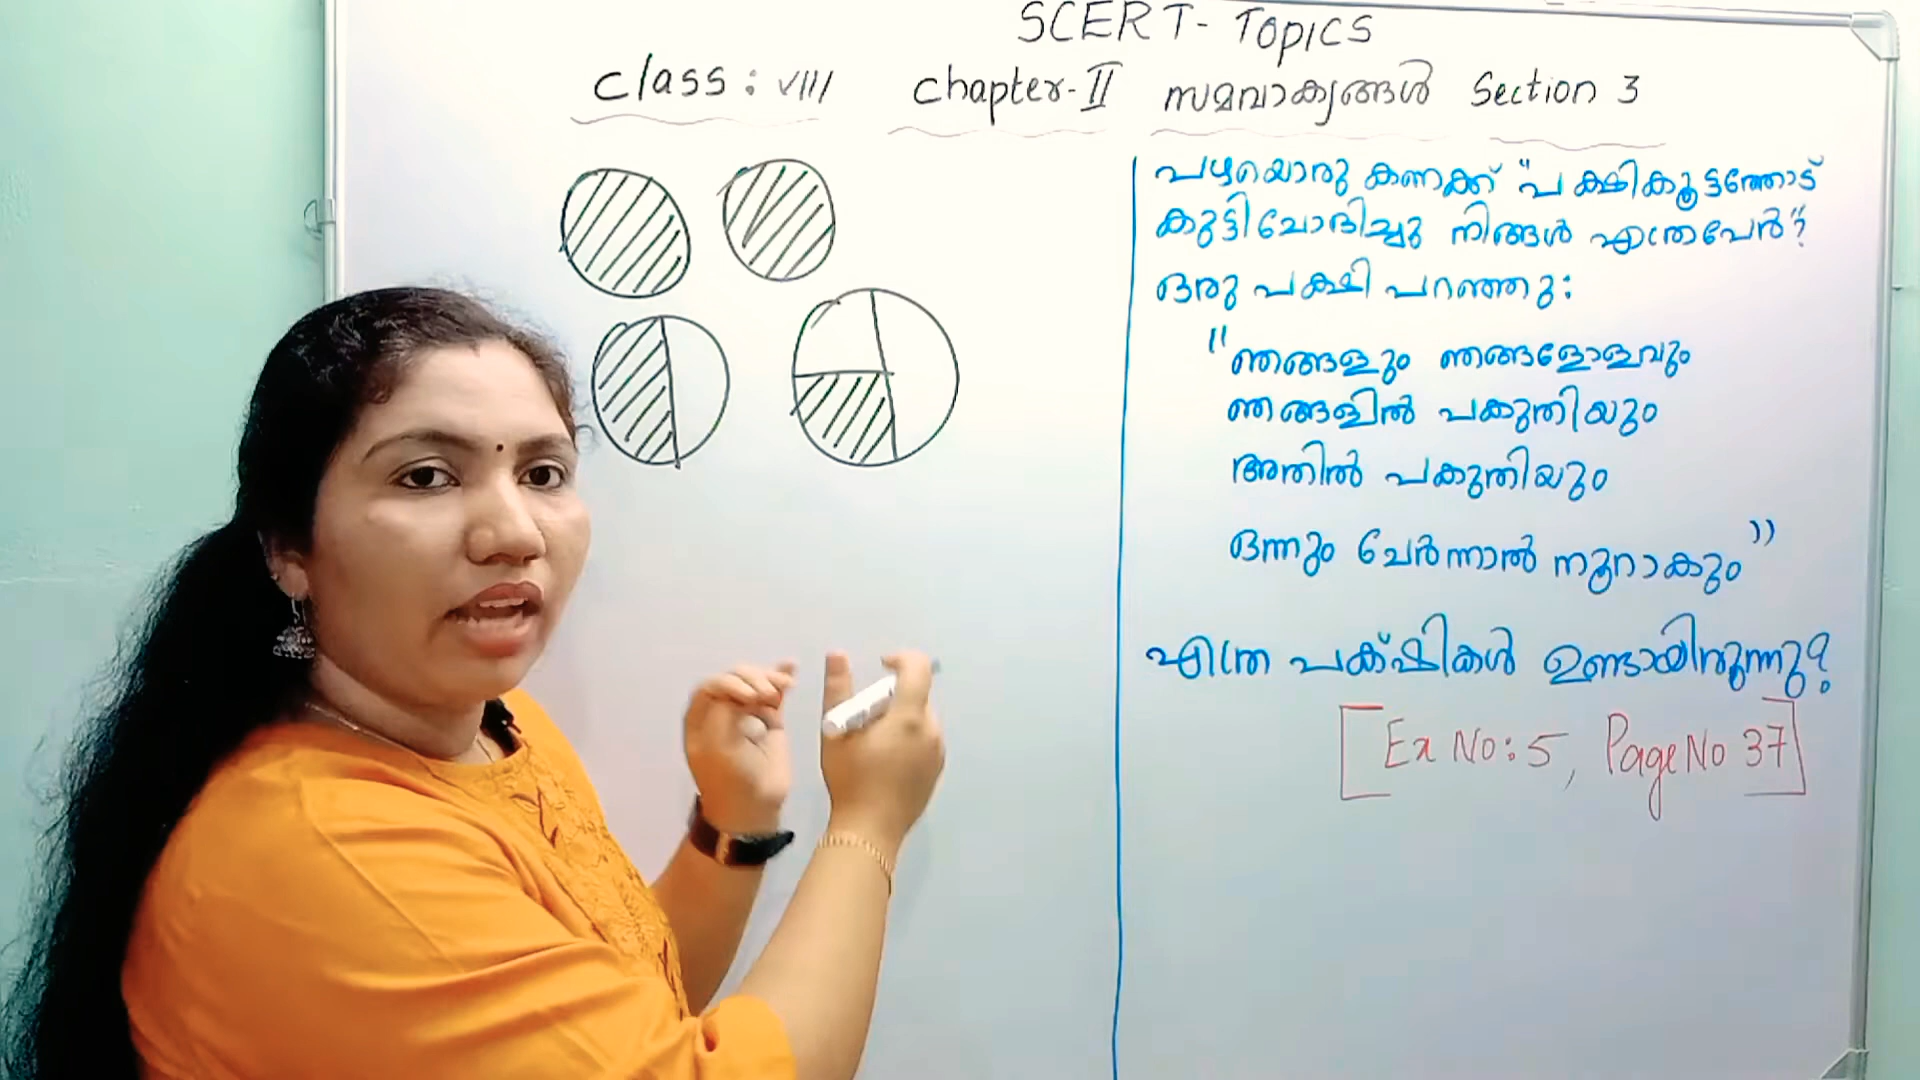 SCERT- TOPICS
Class: VIII Chapter-II സമവാക്യങ്ങൾ Section 3
പഴയൊരു കണക്ക് "പക്ഷികൂട്ടത്തോട്
കുട്ടി ചോദിച്ചു നിങ്ങൾ എത്രപേർ"?
ഒരു പക്ഷി പറഞ്ഞു:
"ഞങ്ങളും ഞങ്ങളോളവും
ഞങ്ങളിൽ പകുതിയും
അതിൽ പകുതിയും
ഒന്നും ചേർന്നാൽ നൂറാകും"
എത്ര പക്ഷികൾ ഉണ്ടായിരുന്നു?
[Ex No: 5, Page No 37]